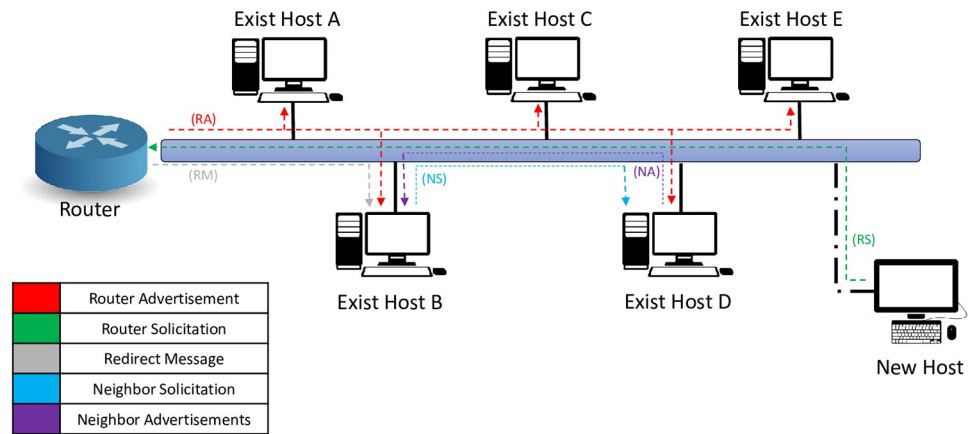 Exist Host A
Exist Host C
Exist Host E
(RA)
(RM)
(NS)
(NA)
(RS)
Router
Exist Host B
Exist Host D
New Host
Router Advertisement
Router Solicitation
Redirect Message
Neighbor Solicitation
Neighbor Advertisements